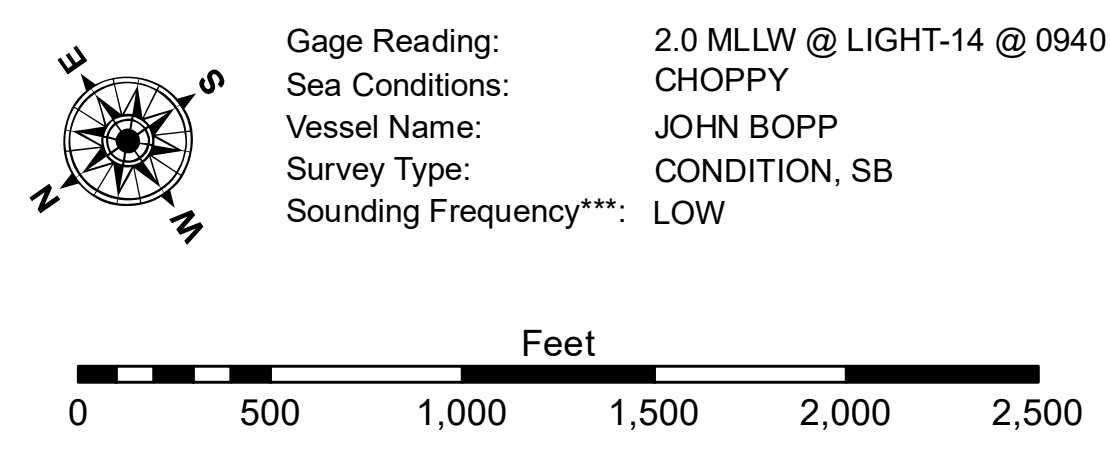 E
S
N
W
Gage Reading: 2.0 MLLW @ LIGHT-14 @ 0940
Sea Conditions: CHOPPY
Vessel Name: JOHN BOPP
Survey Type: CONDITION, SB
Sounding Frequency***: LOW
Feet
0 500 1,000 1,500 2,000 2,500